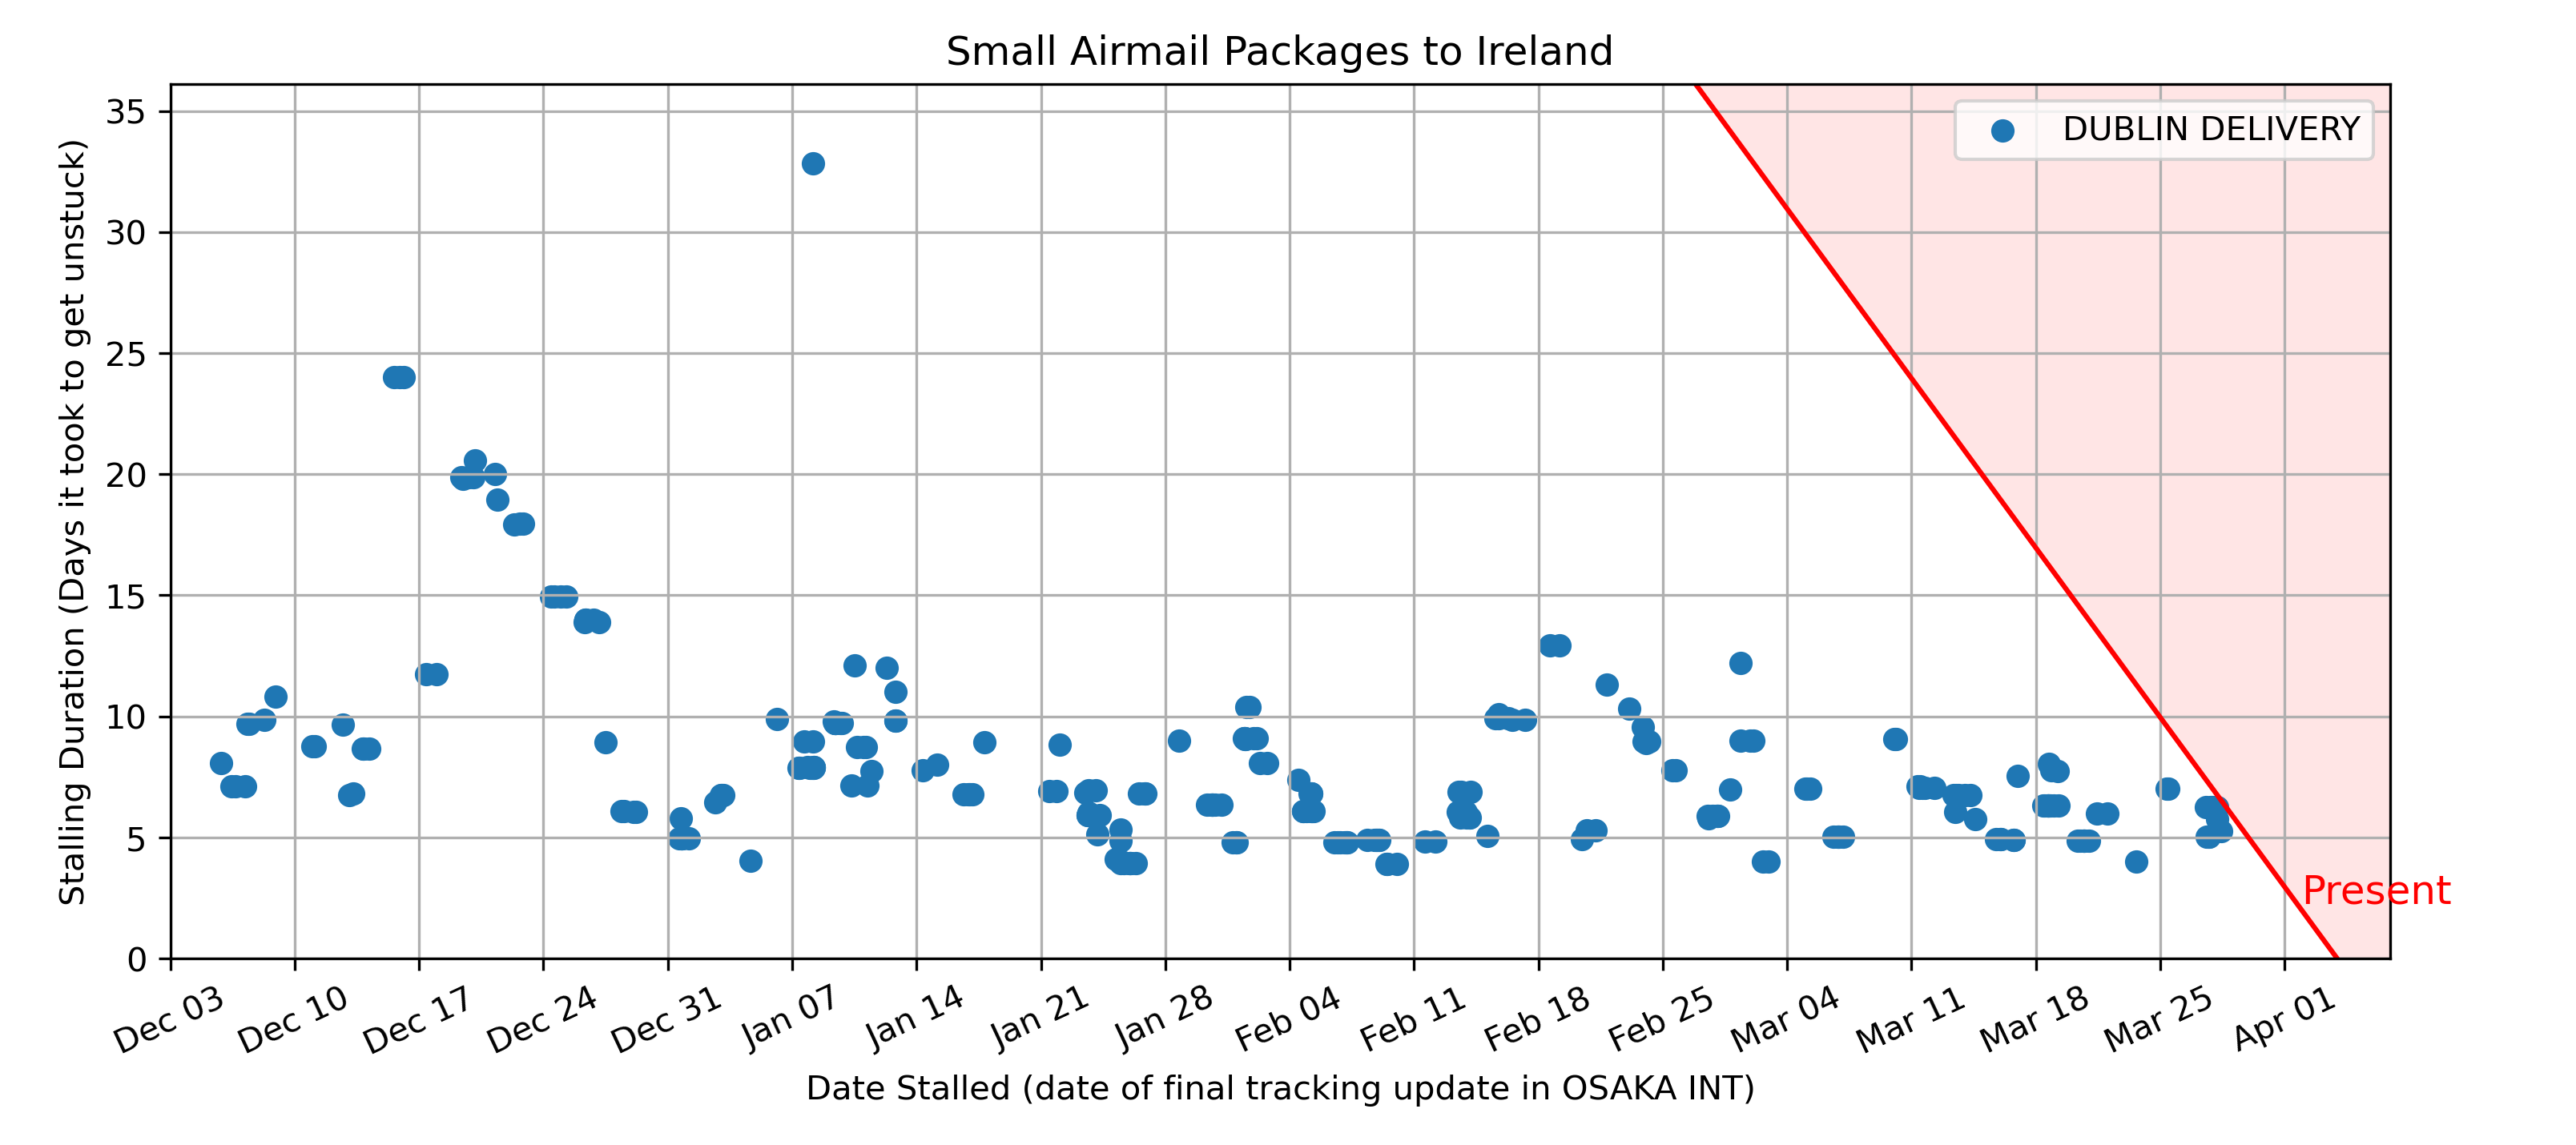 Small Airmail Packages to Ireland
Stalling Duration (Days it took to get unstuck)
35
30
25
20
15
10
5
0
DUBLIN DELIVERY
Present
Dec 03
Dec 10
Dec 17
Dec 24
Dec 31
Jan 07
Jan 14
Jan 21
Jan 28
Feb 04
Feb 11
Feb 18
Feb 25
Mar 04
Mar 11
Mar 18
Mar 25
Apr 01
Date Stalled (date of final tracking update in OSAKA INT)